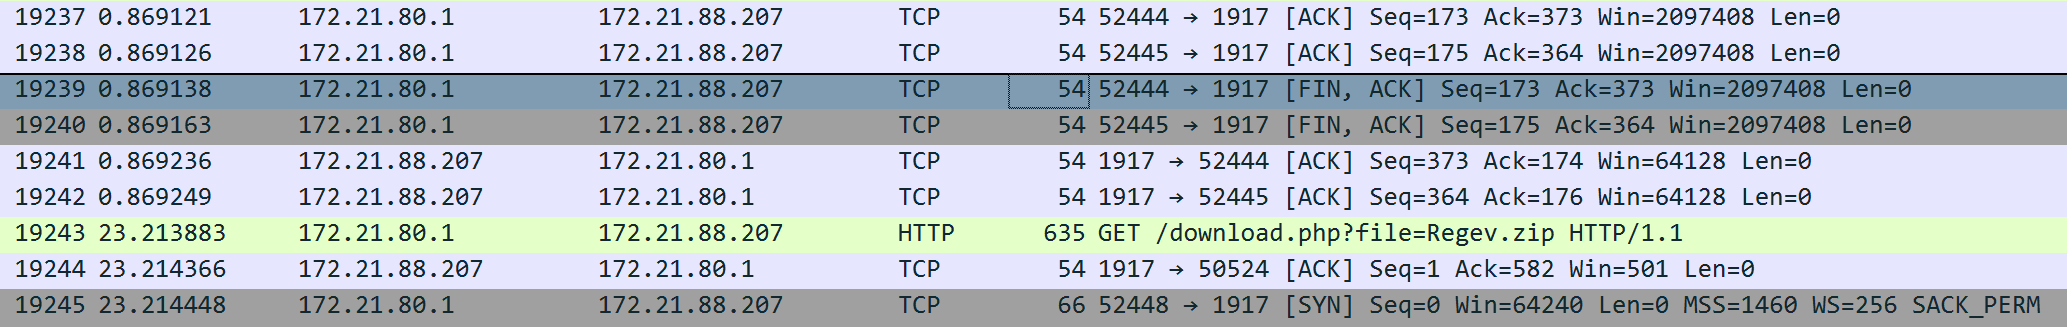 19237 0.869121 172.21.80.1 172.21.88.207 TCP 54 52444 → 1917 [ACK] Seq=173 Ack=373 Win=2097408 Len=0
19238 0.869126 172.21.80.1 172.21.88.207 TCP 54 52445 → 1917 [ACK] Seq=175 Ack=364 Win=2097408 Len=0
19239 0.869138 172.21.80.1 172.21.88.207 TCP 54 52444 → 1917 [FIN, ACK] Seq=173 Ack=373 Win=2097408 Len=0
19240 0.869163 172.21.80.1 172.21.88.207 TCP 54 52445 → 1917 [FIN, ACK] Seq=175 Ack=364 Win=2097408 Len=0
19241 0.869236 172.21.88.207 172.21.80.1 TCP 54 1917 → 52444 [ACK] Seq=373 Ack=174 Win=64128 Len=0
19242 0.869249 172.21.88.207 172.21.80.1 TCP 54 1917 → 52445 [ACK] Seq=364 Ack=176 Win=64128 Len=0
19243 23.213883 172.21.80.1 172.21.88.207 HTTP 635 GET /download.php?file=Regev.zip HTTP/1.1
19244 23.214366 172.21.88.207 172.21.80.1 TCP 54 1917 → 50524 [ACK] Seq=1 Ack=582 Win=501 Len=0
19245 23.214448 172.21.80.1 172.21.88.207 TCP 66 52448 → 1917 [SYN] Seq=0 Win=64240 Len=0 MSS=1460 WS=256 SACK_PERM